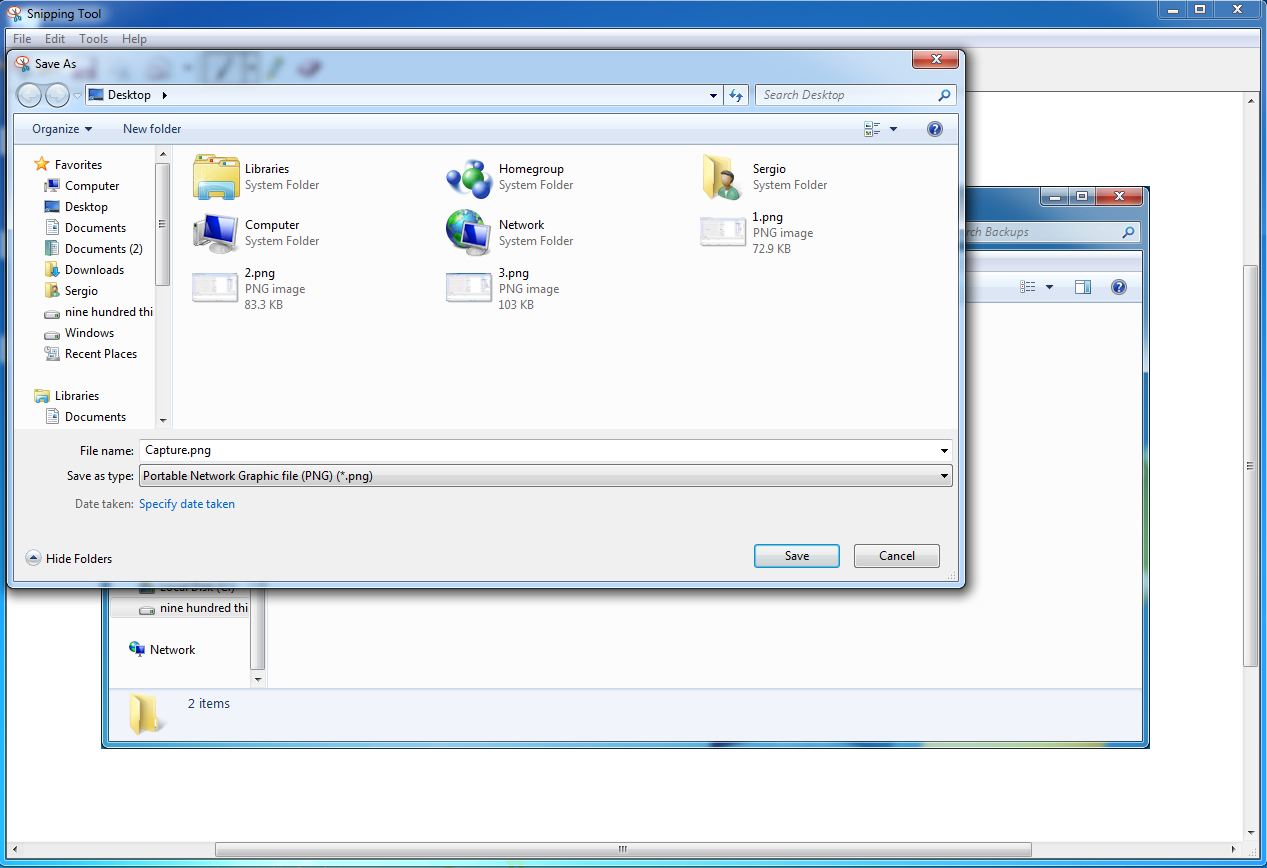 Snipping Tool
File Edit Tools Help
Save As
Desktop
Search Desktop
Organize New folder
Favorites
Computer
Desktop
Documents
Documents (2)
Downloads
Sergio
nine hundred thi
Windows
Recent Places
Libraries
Documents
Libraries
System Folder
Homegroup
System Folder
Sergio
System Folder
Computer
System Folder
Network
System Folder
1.png
PNG image
72.9 KB
2.png
PNG image
83.3 KB
3.png
PNG image
103 KB
rch Backups
File name: Capture.png
Save as type: Portable Network Graphic file (PNG) (*.png)
Date taken: Specify date taken
Hide Folders
Save
Cancel
Local Disk (C:)
nine hundred thi
Network
2 items